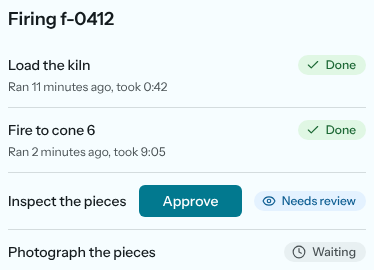 Firing f-0412
Load the kiln
Done
Ran 11 minutes ago, took 0:42
Fire to cone 6
Done
Ran 2 minutes ago, took 9:05
Inspect the pieces
Approve
Needs review
Photograph the pieces
Waiting